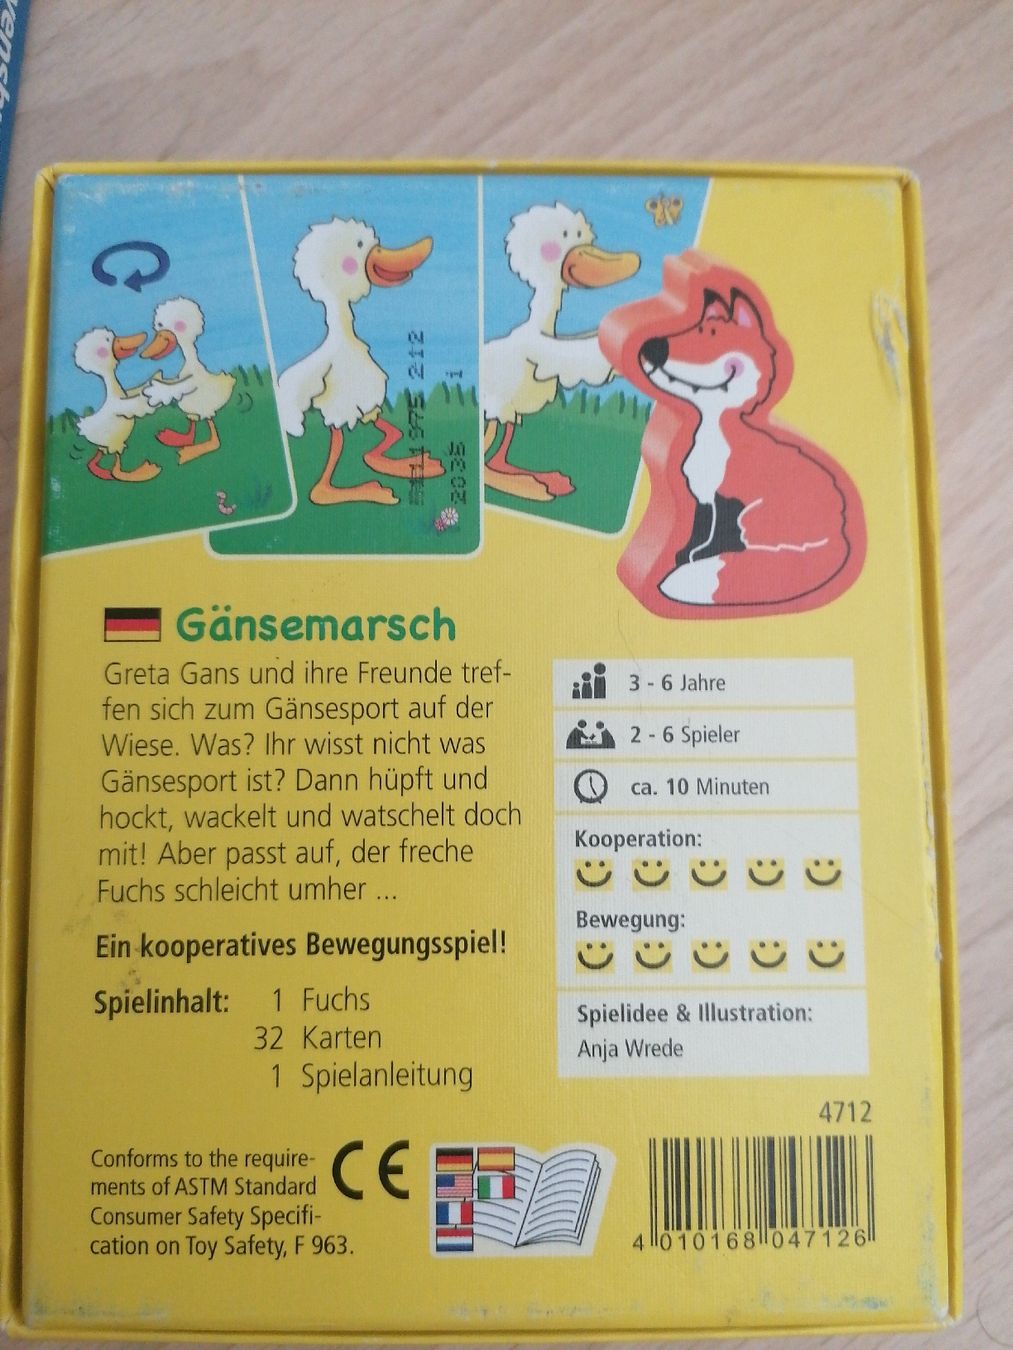 Gänsemarsch
Greta Gans und ihre Freunde tref-
fen sich zum Gänsesport auf der
Wiese. Was? Ihr wisst nicht was
Gänsesport ist? Dann hüpft und
hockt, wackelt und watschelt doch
mit! Aber passt auf, der freche
Fuchs schleicht umher ...
Ein kooperatives Bewegungsspiel!
Spielinhalt: 1 Fuchs
32 Karten
1 Spielanleitung
3 - 6 Jahre
2 - 6 Spieler
ca. 10 Minuten
Kooperation:
Bewegung:
Spielidee & Illustration:
Anja Wrede
4712
Conforms to the require-
ments of ASTM Standard
Consumer Safety Specifi-
cation on Toy Safety, F 963.
CE
4 010168 047126